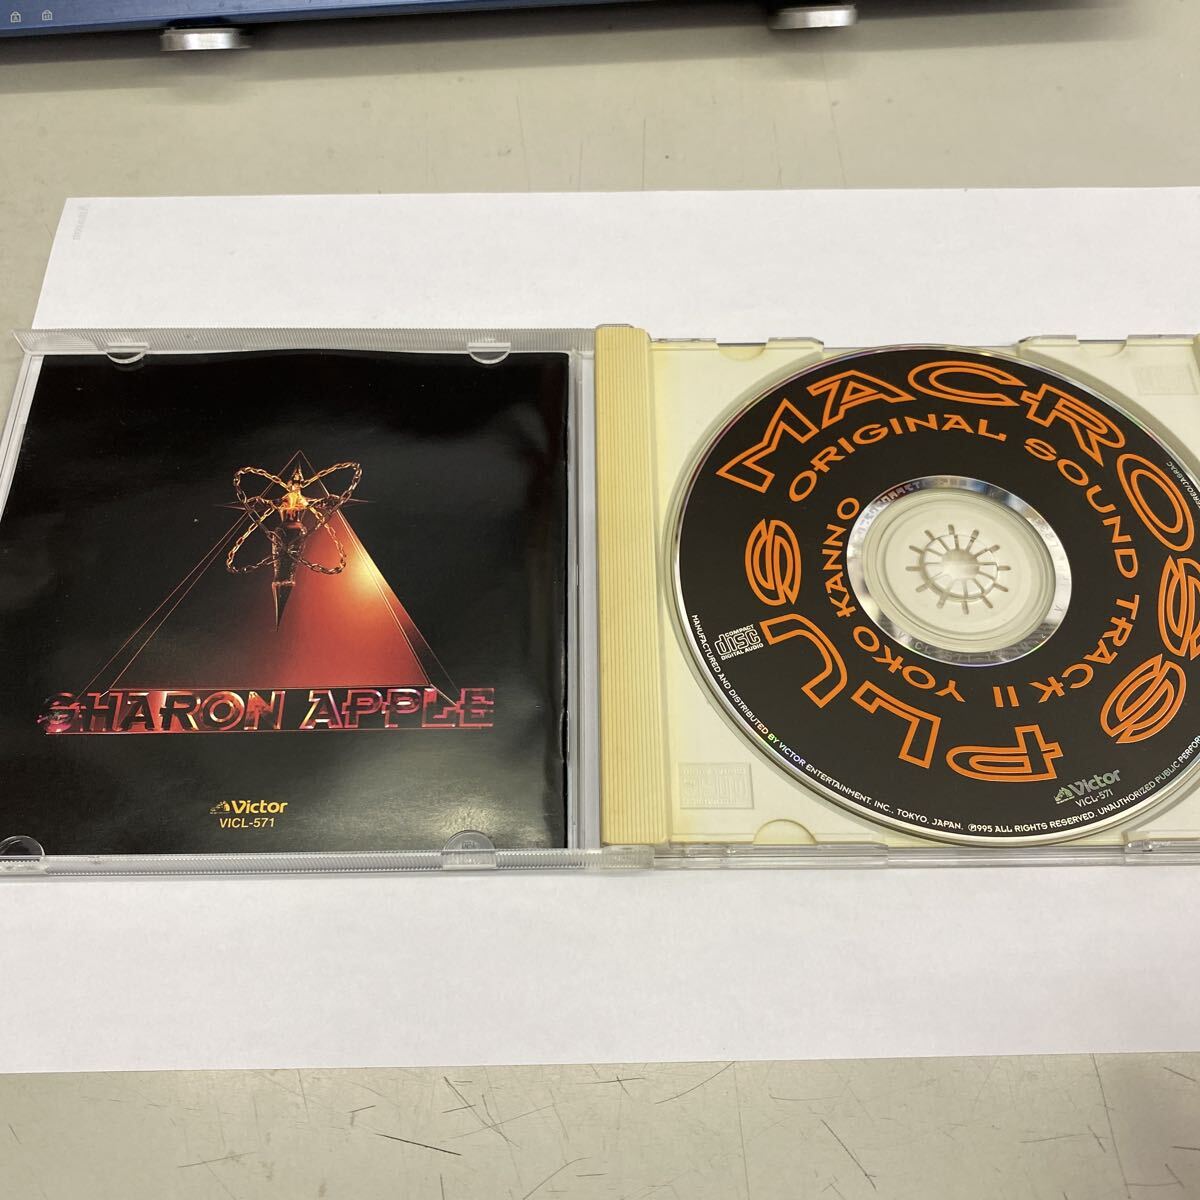 SHARON APPLE
Victor
VICL-571
MACROSS PLUS
ORIGINAL SOUND TRACK II
YOKO KANNO
COMPACT
disc
DIGITAL AUDIO
Victor
VICL-571
MANUFACTURED AND DISTRIBUTED BY VICTOR ENTERTAINMENT, INC., TOKYO, JAPAN. ℗995 ALL RIGHTS RESERVED. UNAUTHORIZED PUBLIC PERFOR